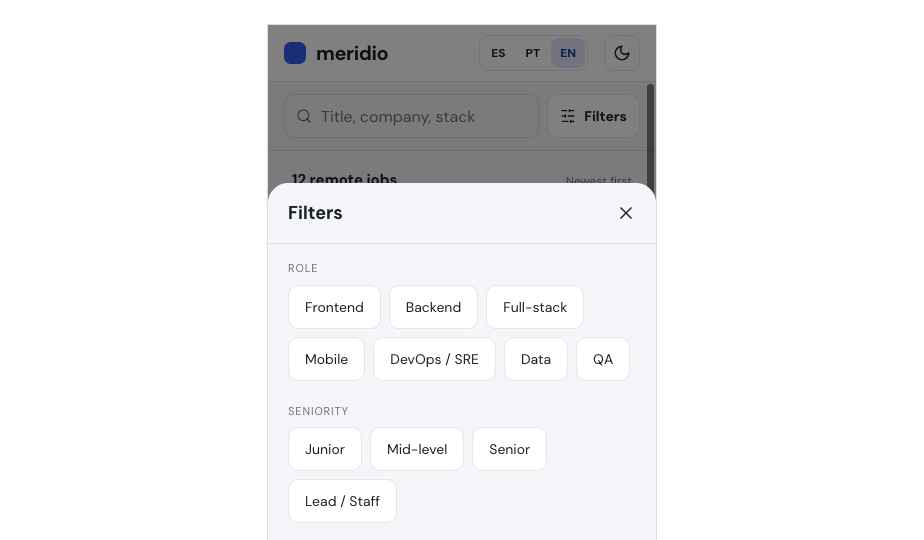 meridio ES PT EN
Title, company, stack Filters
12 remote jobs Newest first
Filters
ROLE
Frontend Backend Full-stack
Mobile DevOps / SRE Data QA
SENIORITY
Junior Mid-level Senior
Lead / Staff